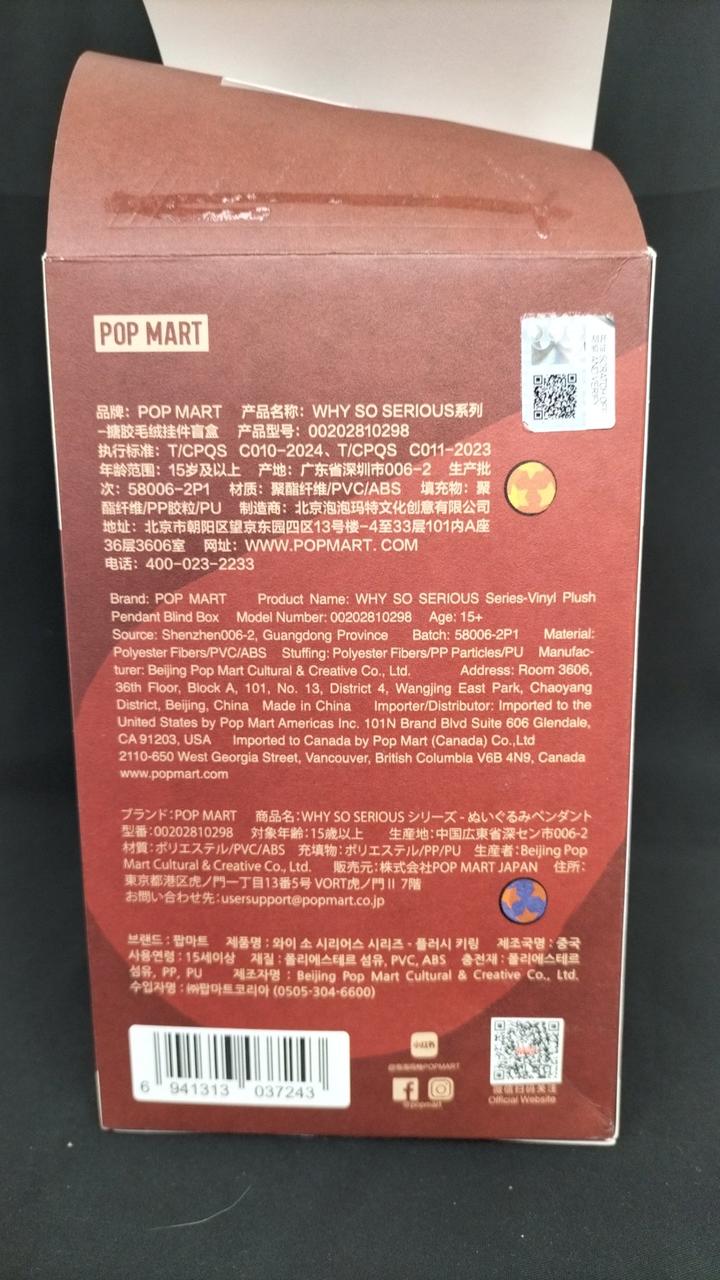 POP MART
SCRATCH OFF
AND VERIFY
品牌：POP MART 产品名称：WHY SO SERIOUS系列
-搪胶毛绒挂件盲盒 产品型号：00202810298
执行标准：T/CPQS C010-2024、T/CPQS C011-2023
年龄范围：15岁及以上 产地：广东省深圳市006-2 生产批
次：58006-2P1 材质：聚酯纤维/PVC/ABS 填充物：聚
酯纤维/PP胶粒/PU 制造商：北京泡泡玛特文化创意有限公司
地址：北京市朝阳区望京东园四区13号楼-4至33层101内A座
36层3606室 网址：WWW.POPMART.COM
电话：400-023-2233
Brand: POP MART Product Name: WHY SO SERIOUS Series-Vinyl Plush
Pendant Blind Box Model Number: 00202810298 Age: 15+
Source: Shenzhen006-2, Guangdong Province Batch: 58006-2P1 Material:
Polyester Fibers/PVC/ABS Stuffing: Polyester Fibers/PP Particles/PU Manufac-
turer: Beijing Pop Mart Cultural & Creative Co., Ltd. Address: Room 3606,
36th Floor, Block A, 101, No. 13, District 4, Wangjing East Park, Chaoyang
District, Beijing, China Made in China Importer/Distributor: Imported to the
United States by Pop Mart Americas Inc. 101N Brand Blvd Suite 606 Glendale,
CA 91203, USA Imported to Canada by Pop Mart (Canada) Co.,Ltd
2110-650 West Georgia Street, Vancouver, British Columbia V6B 4N9, Canada
www.popmart.com
ブランド：POP MART 商品名：WHY SO SERIOUS シリーズ - ぬいぐるみペンダント
型番：00202810298 対象年齢：15歳以上 生産地：中国広東省深セン市006-2
材質：ポリエステル/PVC/ABS 充填物：ポリエステル/PP/PU 生産者：Beijing Pop
Mart Cultural & Creative Co., Ltd. 販売元：株式会社POP MART JAPAN 住所：
東京都港区虎ノ門一丁目13番5号 VORT虎ノ門 II 7階
お問い合わせ先：usersupport@popmart.co.jp
브랜드 : 팝마트 제품명 : 와이 소 시리어스 시리즈 - 플러시 키링 제조국명 : 중국
사용연령 : 15세이상 재질 : 폴리에스테르 섬유, PVC, ABS 충전재 : 폴리에스테르
섬유, PP, PU 제조자명 : Beijing Pop Mart Cultural & Creative Co., Ltd.
수입자명 : ㈜팝마트코리아 (0505-304-6600)
6 941313 037243
小红书
@泡泡玛特POPMART
@popmart
微信扫码关注
Official Website